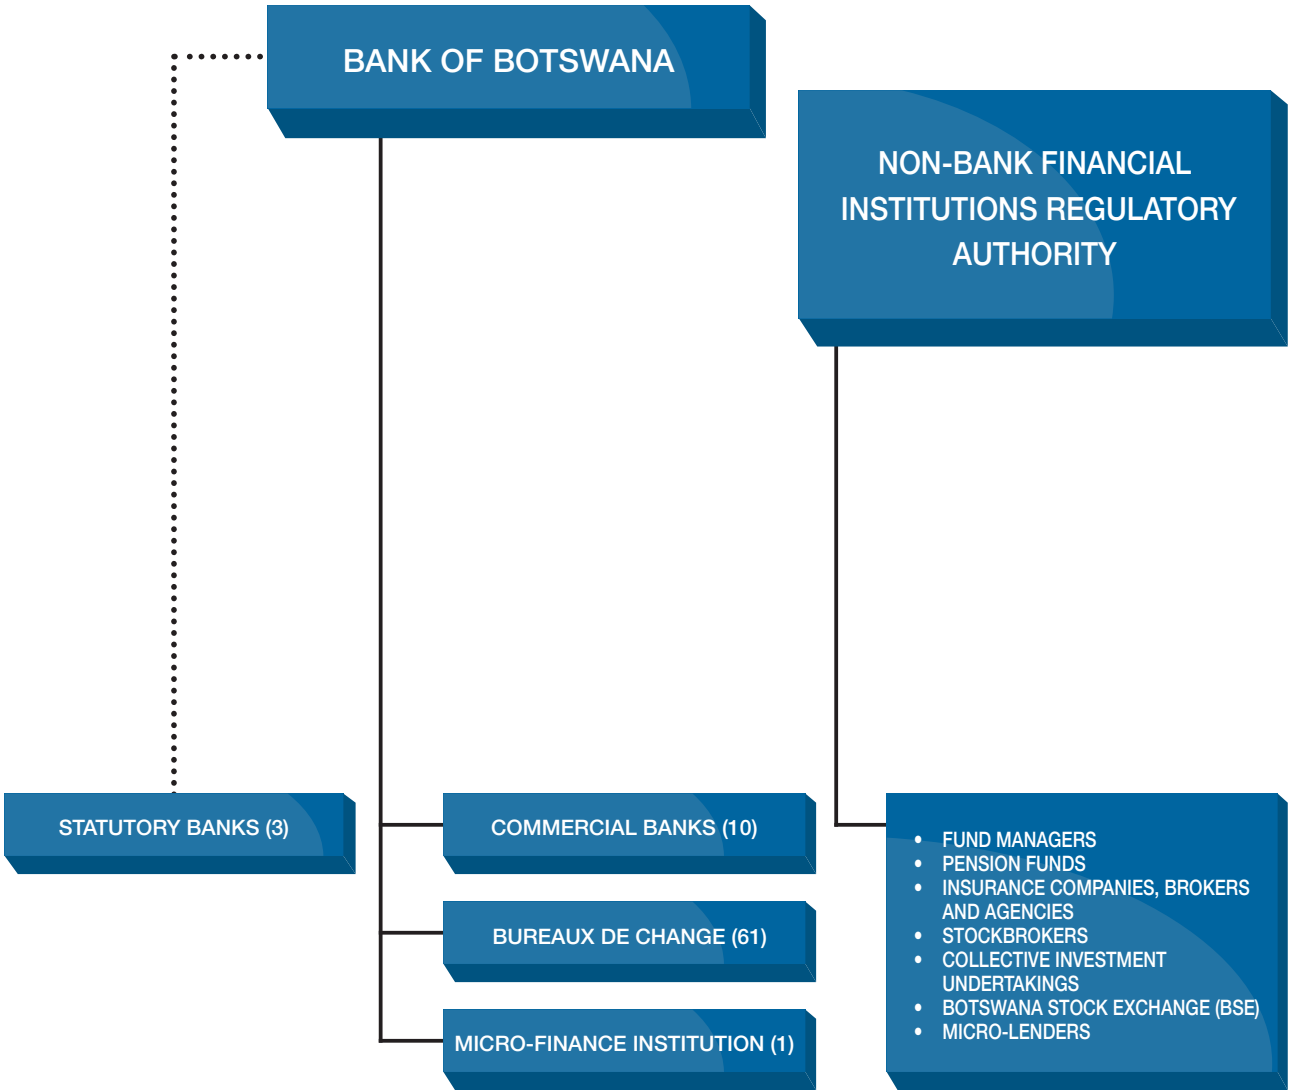 BANK OF BOTSWANA
NON-BANK FINANCIAL
INSTITUTIONS REGULATORY
AUTHORITY
STATUTORY BANKS (3)
COMMERCIAL BANKS (10)
BUREAUX DE CHANGE (61)
MICRO-FINANCE INSTITUTION (1)
• FUND MANAGERS
• PENSION FUNDS
• INSURANCE COMPANIES, BROKERS
AND AGENCIES
• STOCKBROKERS
• COLLECTIVE INVESTMENT
UNDERTAKINGS
• BOTSWANA STOCK EXCHANGE (BSE)
• MICRO-LENDERS